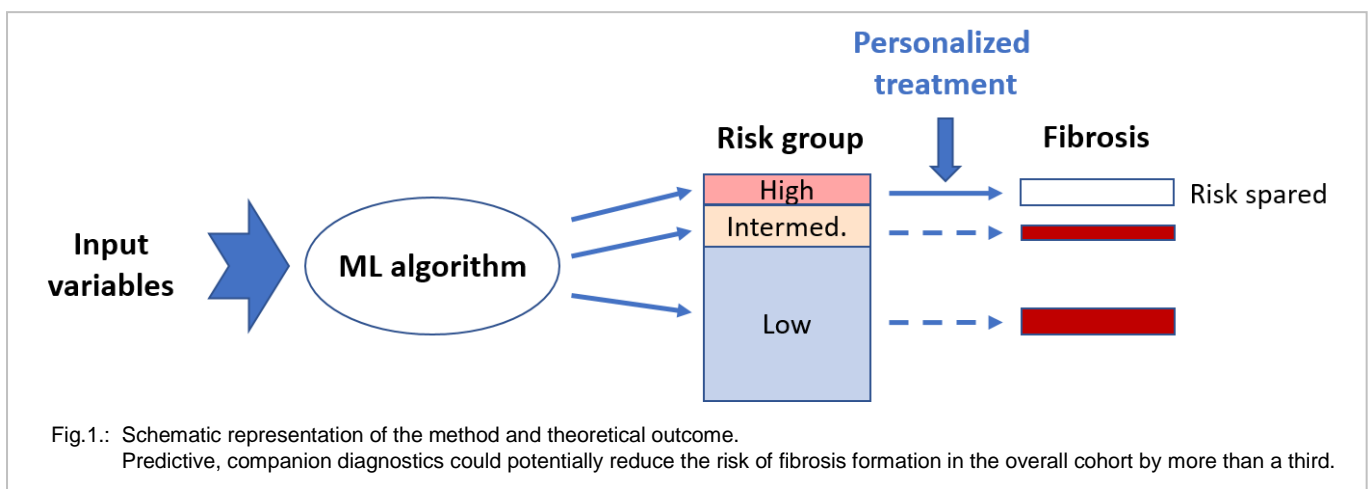 Personalized
treatment
Risk group
Fibrosis
High
Risk spared
Intermed.
Input
variables
ML algorithm
Low
Fig.1.: Schematic representation of the method and theoretical outcome.
Predictive, companion diagnostics could potentially reduce the risk of fibrosis formation in the overall cohort by more than a third.